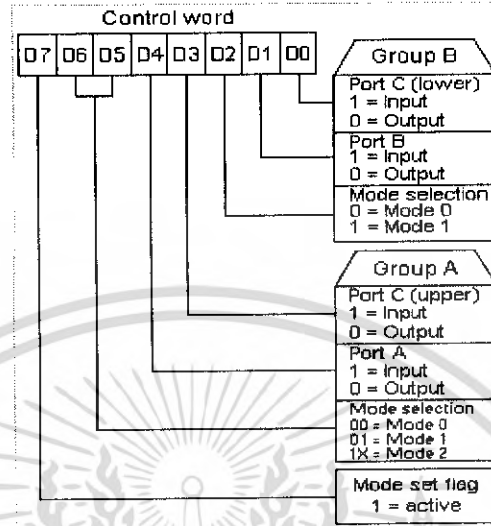 Control word
D7 D6 D5 D4 D3 D2 D1 D0
Group B
Port C (lower)
1 = Input
0 = Output
Port B
1 = Input
0 = Output
Mode selection
0 = Mode 0
1 = Mode 1
Group A
Port C (upper)
1 = Input
0 = Output
Port A
1 = Input
0 = Output
Mode selection
00 = Mode 0
01 = Mode 1
1X = Mode 2
Mode set flag
1 = active